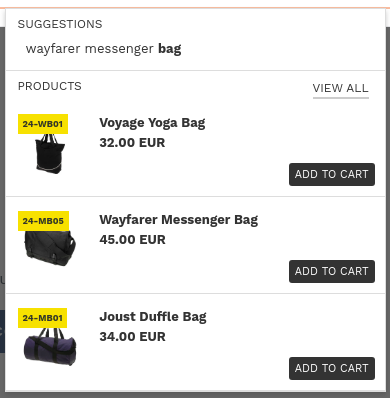 SUGGESTIONS
wayfarer messenger bag
PRODUCTS
VIEW ALL
24-WB01
Voyage Yoga Bag
32.00 EUR
ADD TO CART
24-MB05
Wayfarer Messenger Bag
45.00 EUR
ADD TO CART
24-MB01
Joust Duffle Bag
34.00 EUR
ADD TO CART